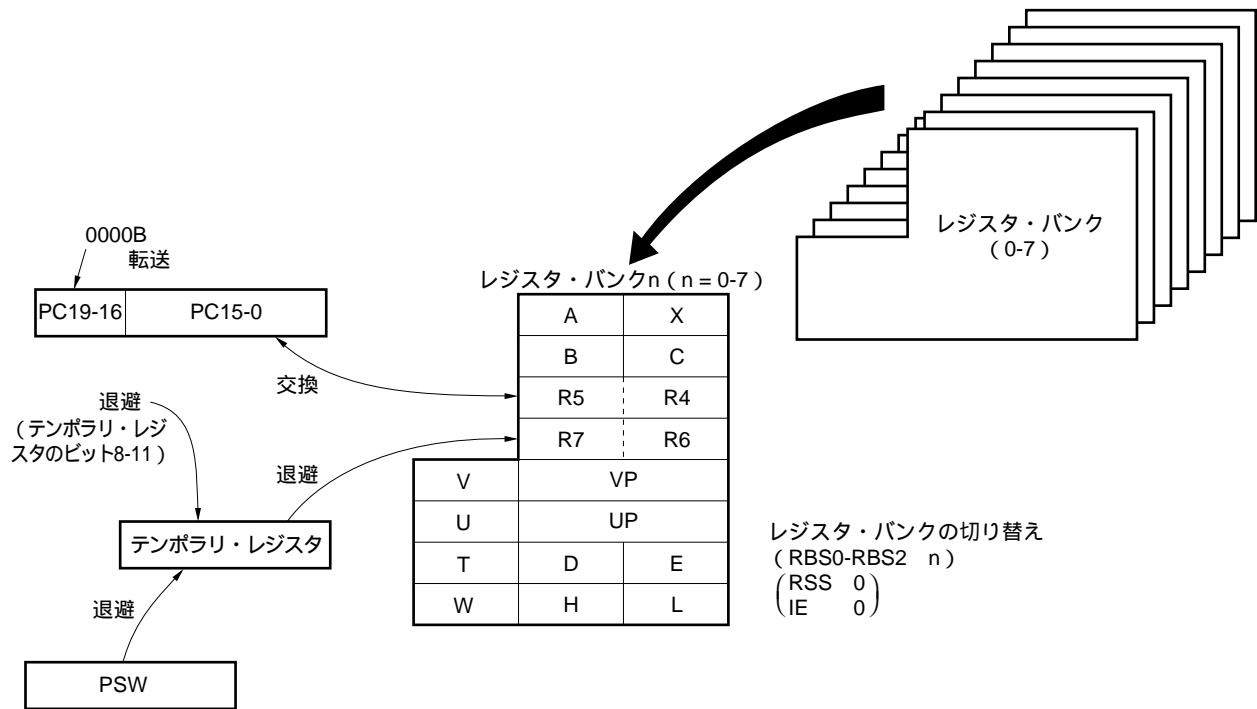 レジスタ・バンク
（0-7）
0000B
転送
レジスタ・バンクn（n = 0-7）
PC19-16 PC15-0
A X
B C
交換
R5 R4
退避
（テンポラリ・レジ
スタのビット8-11）
R7 R6
退避
V VP
U UP
テンポラリ・レジスタ
T D E
W H L
レジスタ・バンクの切り替え
（RBS0-RBS2 n）
(RSS 0
IE 0)
退避
PSW